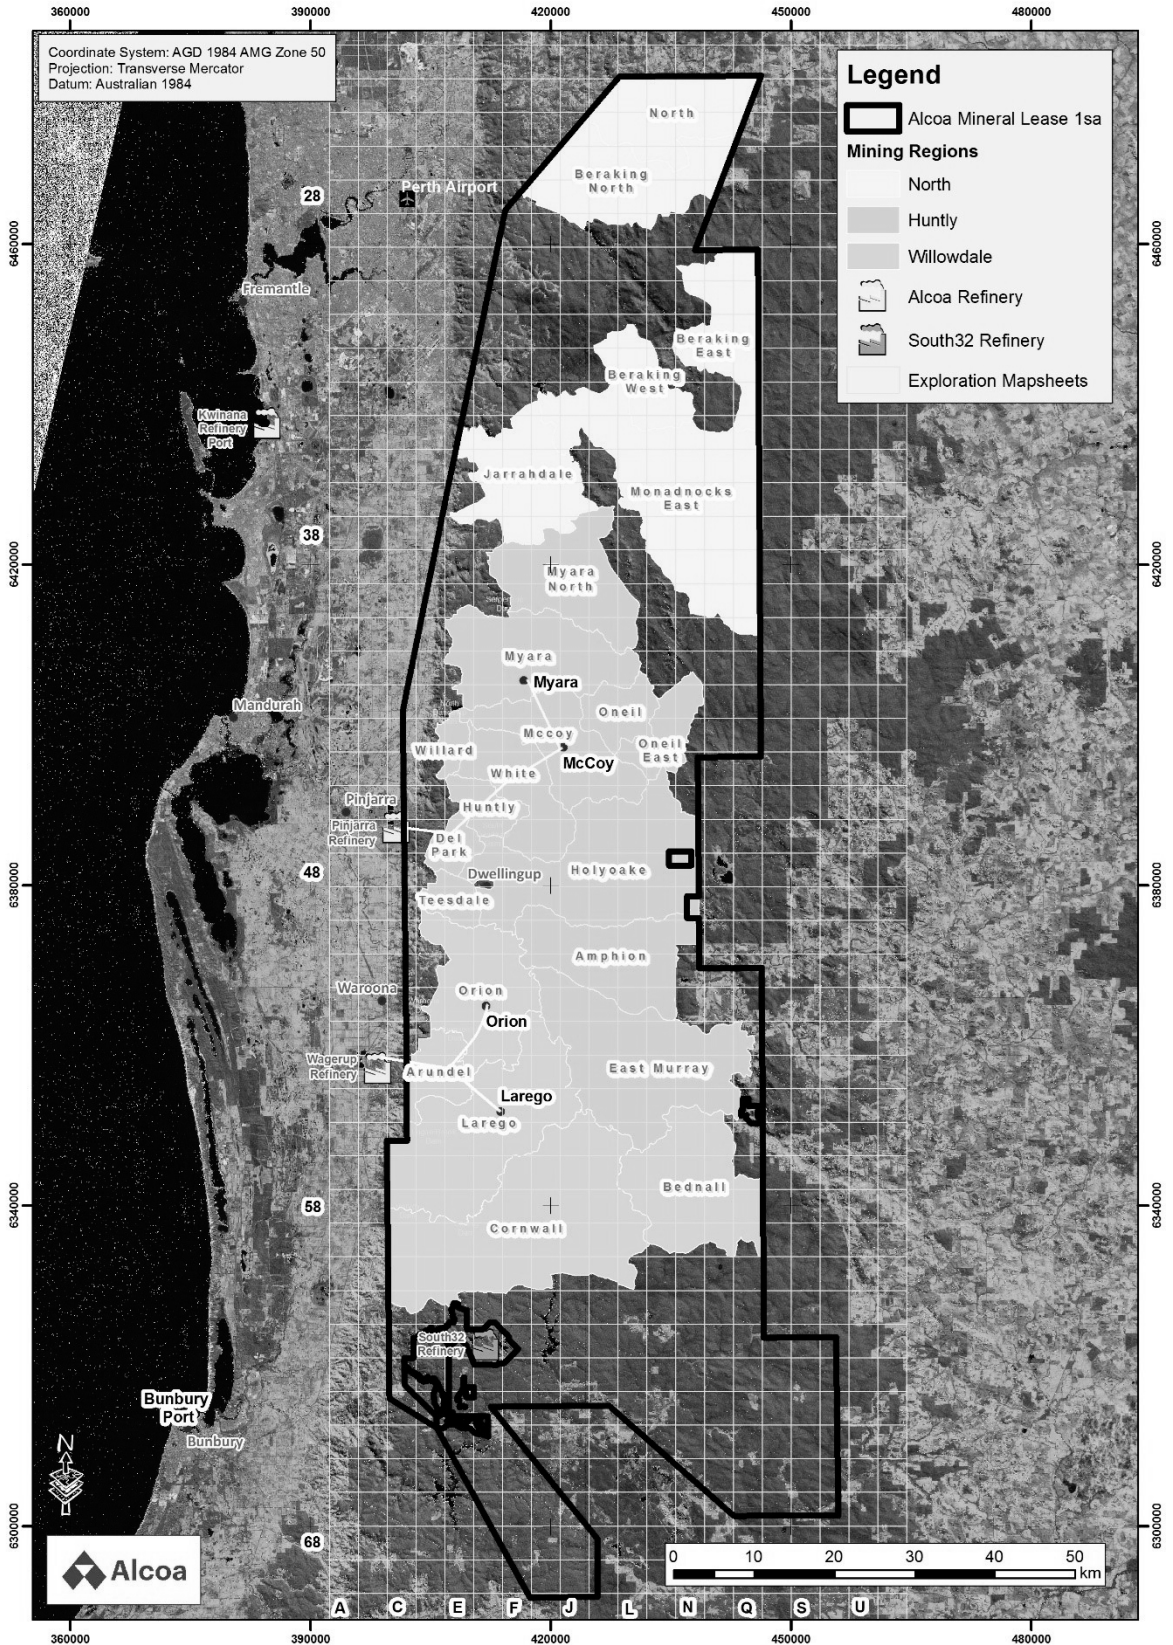 360000
390000
420000
450000
480000
Coordinate System: AGD 1984 AMG Zone 50
Projection: Transverse Mercator
Datum: Australian 1984
Legend
Alcoa Mineral Lease 1sa
Mining Regions
North
Huntly
Willowdale
Alcoa Refinery
South32 Refinery
Exploration Mapsheets
North
Beraking
North
28
Perth Airport
6460000
6460000
Fremantle
Beraking
East
Beraking
West
Kwinana
Refinery
Port
Jarrahdale
Monadnocks
East
38
6420000
6420000
Myara
North
Myara
Myara
Mandurah
Oneil
Mccoy
Willard
Oneil
East
McCoy
White
Pinjarra
Huntly
Pinjarra
Refinery
Del
Park
48
Dwellingup
Holyoake
6380000
6380000
Teesdale
Amphion
Waroona
Orion
Orion
Wagerup
Refinery
Arundel
East Murray
Larego
Larego
Bednall
58
6340000
6340000
Cornwall
South32
Refinery
Bunbury
Port
Bunbury
N
6300000
6300000
68
Alcoa
0
10
20
30
40
50
km
A
C
E
F
J
L
N
Q
S
U
360000
390000
420000
450000
480000